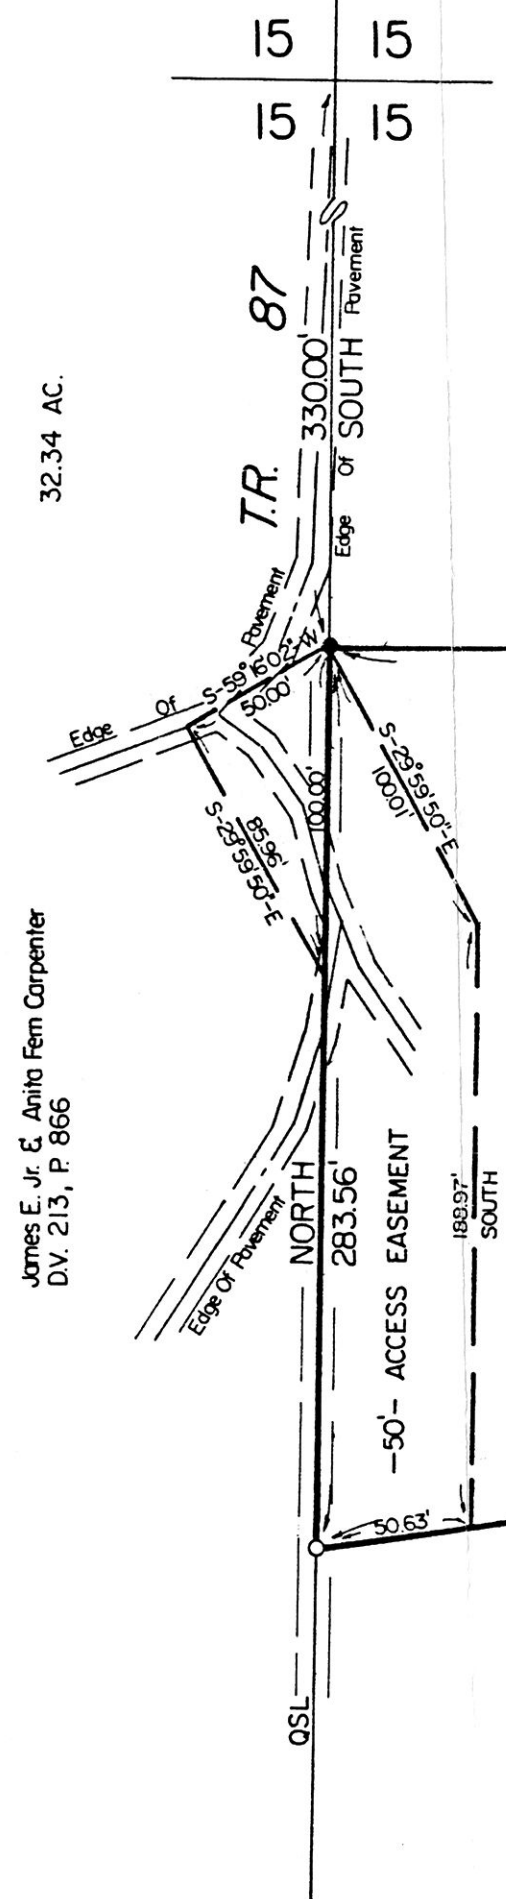 15 15
15 15
T.R. 87
330.00'
SOUTH
Edge Of Pavement
32.34 AC.
Edge Of Pavement
S-59° 16'02"-W
50.00'
100.00'
S-29°59'50"-E
100.01'
85.96'
S-29°59'50"-E
James E. Jr. & Anita Fern Carpenter
D.V. 213, P. 866
Edge Of Pavement
NORTH
283.56'
-50'- ACCESS EASEMENT
188.97'
SOUTH
50.63'
QSL